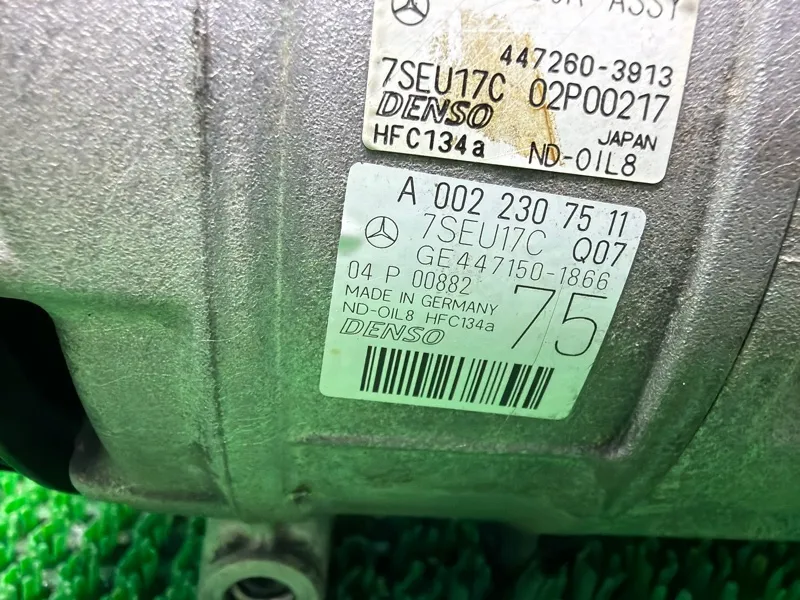 ASSY
447260-3913
7SEU17C 02P00217
DENSO JAPAN
HFC134a ND-OIL8
A 002 230 75 11
7SEU17C Q07
GE447150-1866
04 P 00882
MADE IN GERMANY 75
ND-OIL8 HFC134a
DENSO